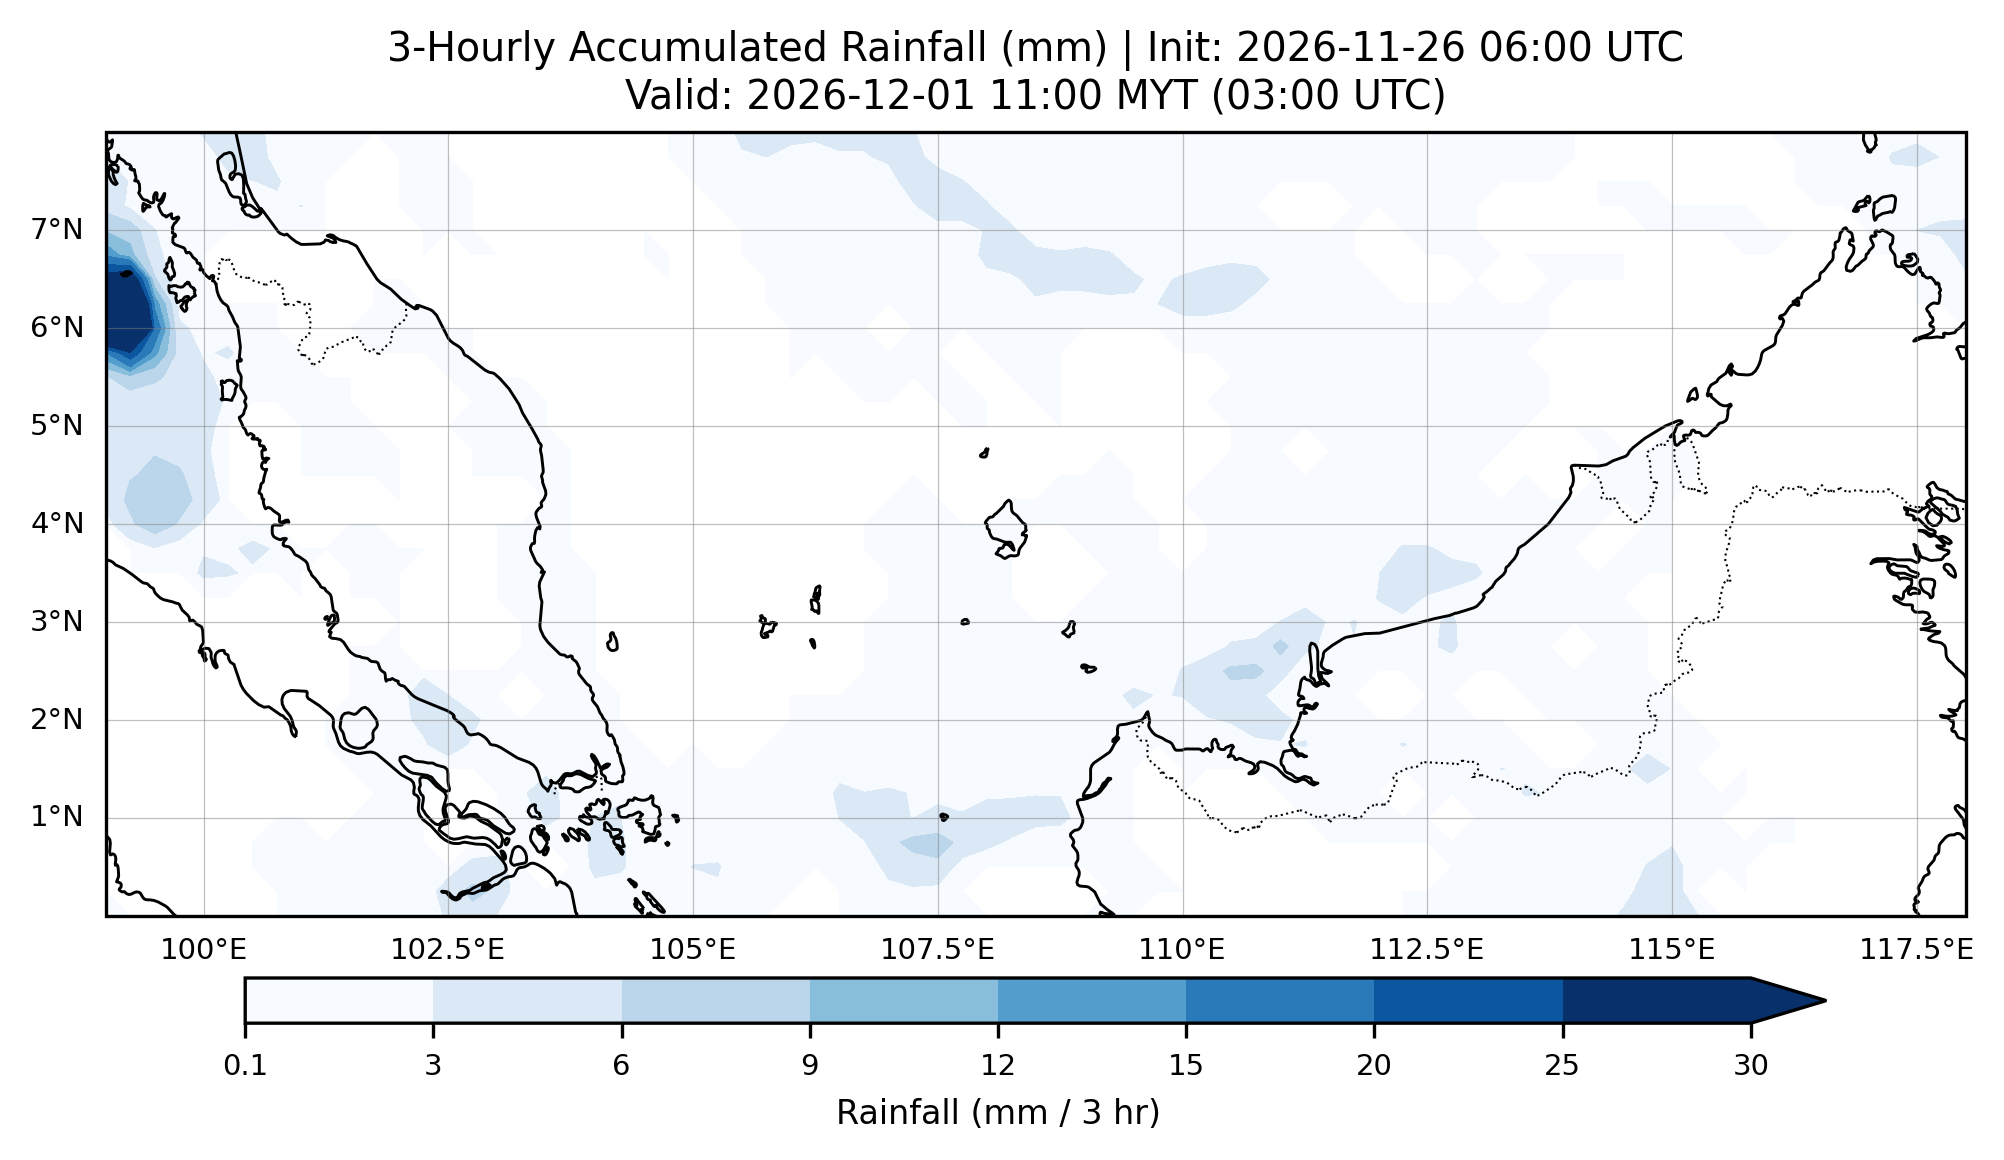 3-Hourly Accumulated Rainfall (mm) | Init: 2026-11-26 06:00 UTC
Valid: 2026-12-01 11:00 MYT (03:00 UTC)
7°N
6°N
5°N
4°N
3°N
2°N
1°N
100°E 102.5°E 105°E 107.5°E 110°E 112.5°E 115°E 117.5°E
0.1 3 6 9 12 15 20 25 30
Rainfall (mm / 3 hr)